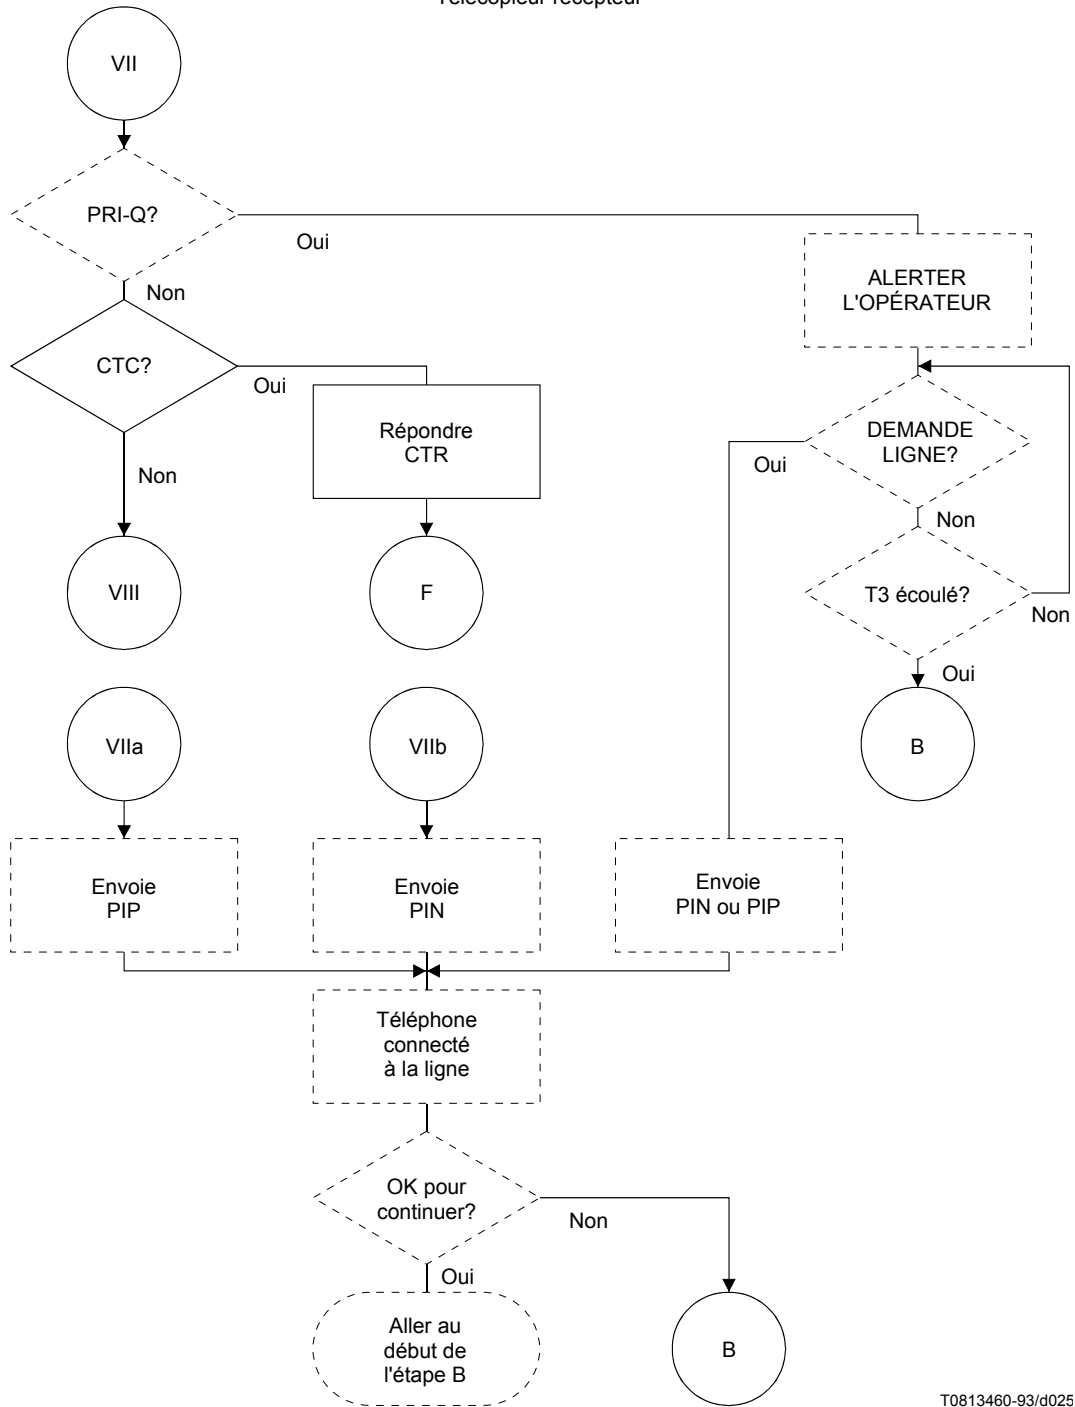 Télécopieur récepteur
VII
PRI-Q?
Oui
ALERTER
L'OPÉRATEUR
Non
CTC?
Oui
Répondre
CTR
DEMANDE
LIGNE?
Oui
Non
Non
VIII
F
T3 écoulé?
Non
Oui
VIIa
VIIb
B
Envoie
PIP
Envoie
PIN
Envoie
PIN ou PIP
Téléphone
connecté
à la ligne
OK pour
continuer?
Non
Oui
Aller au
début de
l'étape B
B
T0813460-93/d025